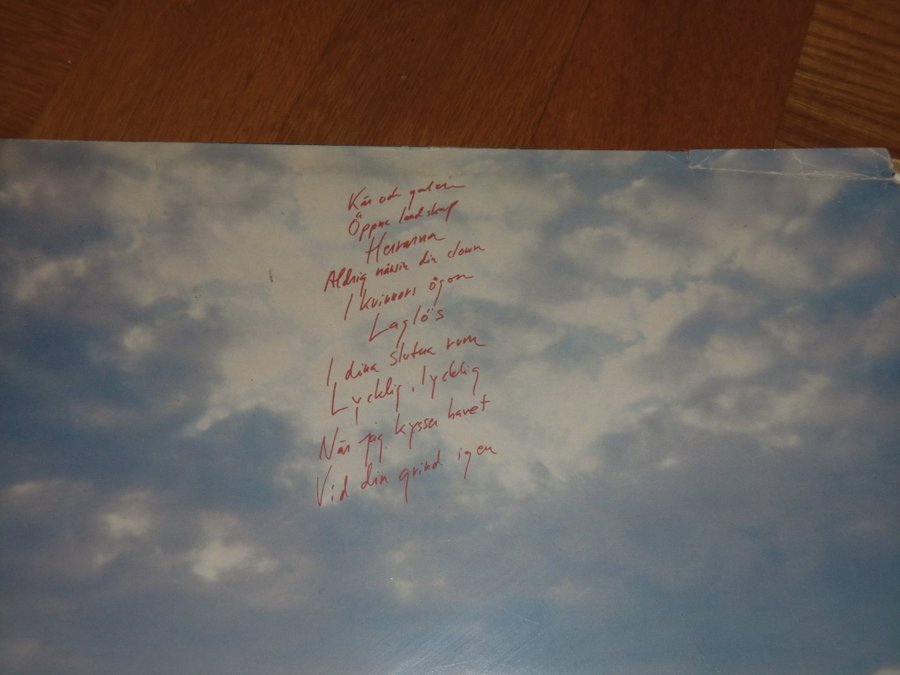 Kär och galen
Öppna landskap
Herrarna
Aldrig nånsin din clown
I kvinnors ögon
Laglös
I dina slutna rum
Lycklig, lycklig
När jag kysser havet
Vid din grind igen